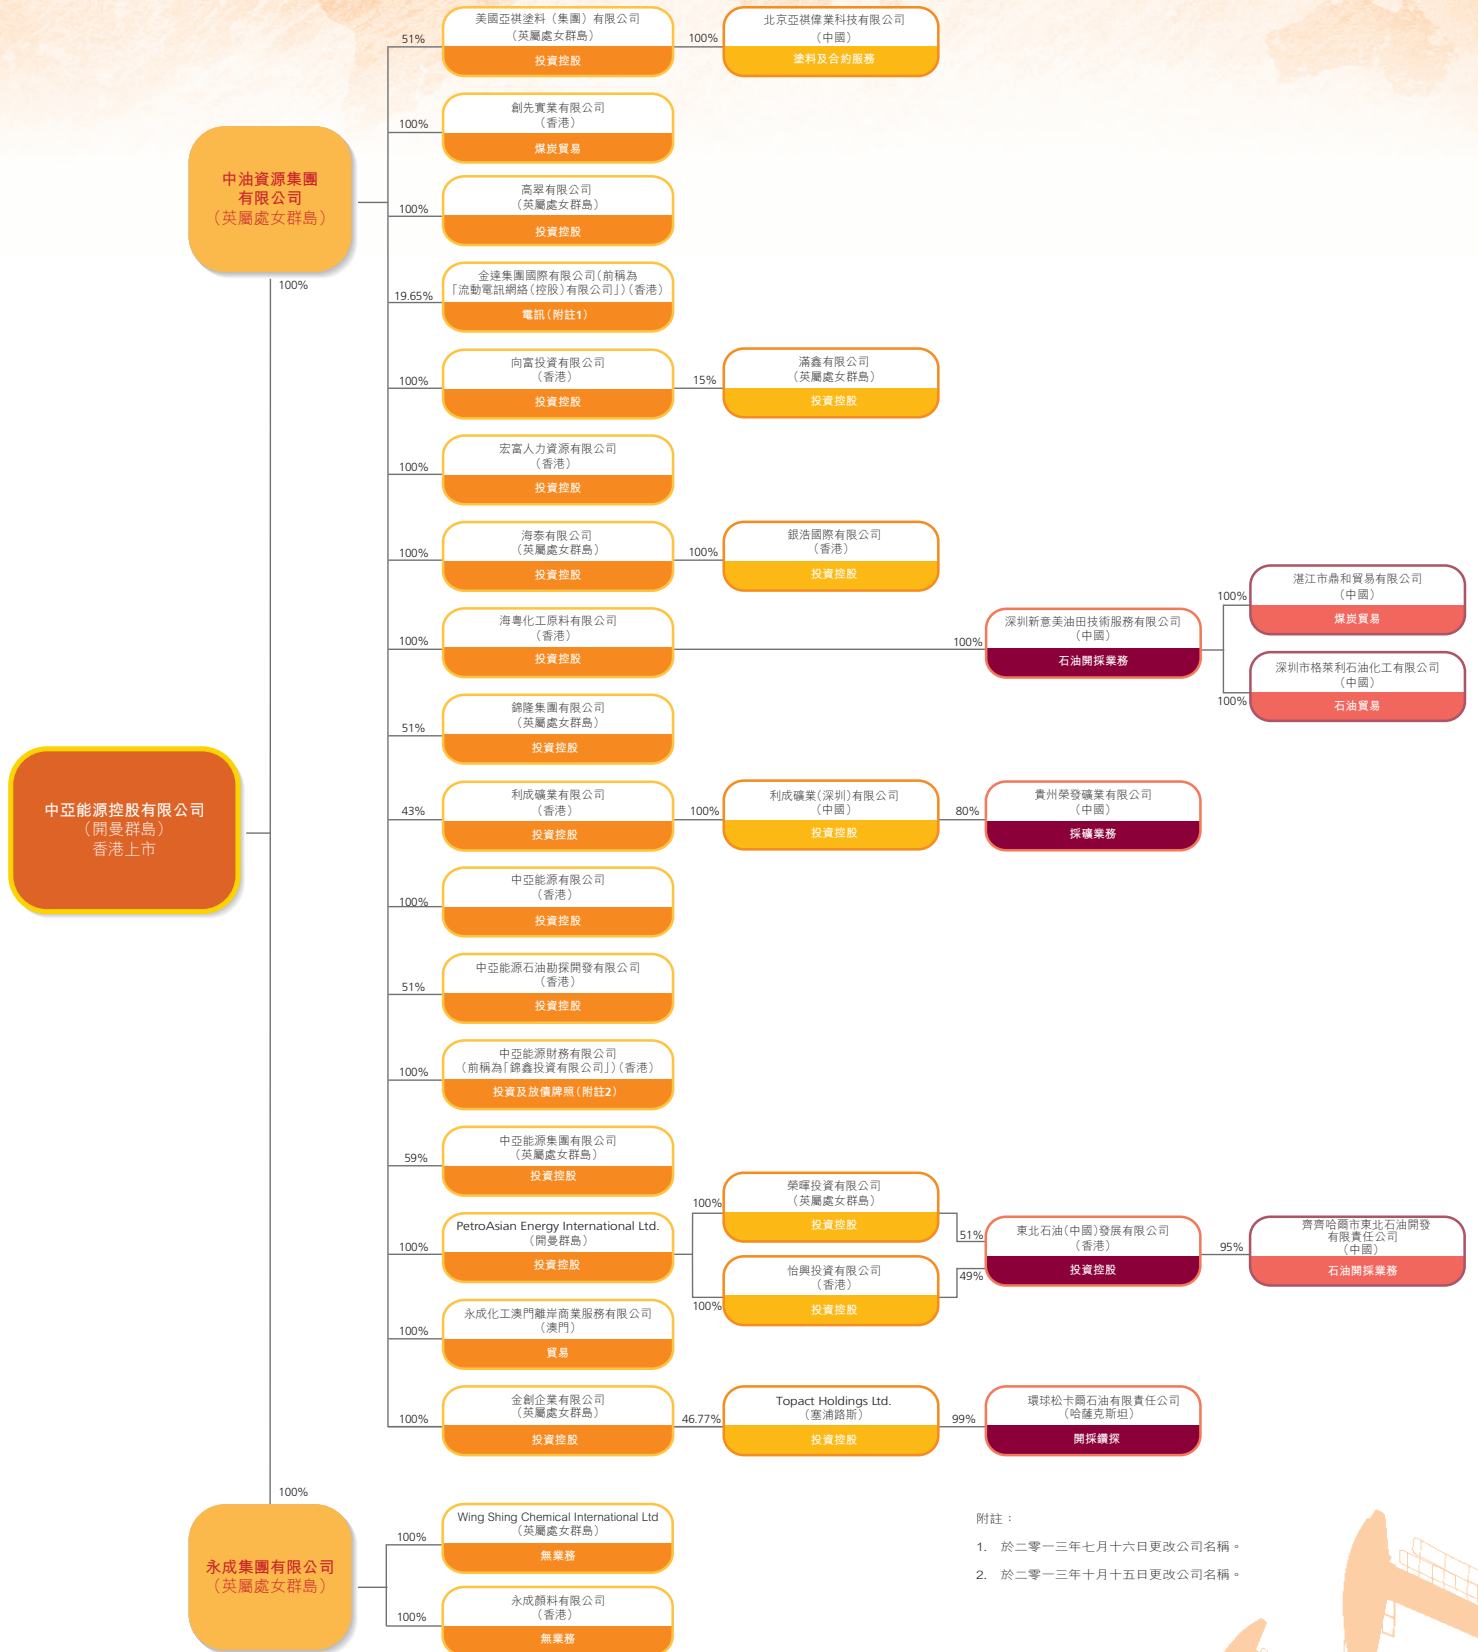 美國亞祺塗料（集團）有限公司
（英屬處女群島）
51%
投資控股
100%
北京亞祺偉業科技有限公司
（中國）
塗料及合約服務
創先實業有限公司
（香港）
100%
煤炭貿易
中油資源集團
有限公司
（英屬處女群島）
100%
高翠有限公司
（英屬處女群島）
100%
投資控股
金達集團國際有限公司（前稱為
「流動電訊網絡（控股）有限公司」）（香港）
19.65%
電訊（附註1）
向富投資有限公司
（香港）
100%
投資控股
15%
滿鑫有限公司
（英屬處女群島）
投資控股
宏富人力資源有限公司
（香港）
100%
投資控股
海泰有限公司
（英屬處女群島）
100%
投資控股
100%
銀浩國際有限公司
（香港）
投資控股
海粵化工原料有限公司
（香港）
100%
投資控股
100%
深圳新意美油田技術服務有限公司
（中國）
石油開採業務
100%
湛江市鼎和貿易有限公司
（中國）
煤炭貿易
100%
深圳市格萊利石油化工有限公司
（中國）
石油貿易
錦隆集團有限公司
（英屬處女群島）
51%
投資控股
中亞能源控股有限公司
（開曼群島）
香港上市
利成礦業有限公司
（香港）
43%
投資控股
100%
利成礦業（深圳）有限公司
（中國）
投資控股
80%
貴州榮發礦業有限公司
（中國）
採礦業務
中亞能源有限公司
（香港）
100%
投資控股
中亞能源石油勘探開發有限公司
（香港）
51%
投資控股
中亞能源財務有限公司
（前稱為「錦鑫投資有限公司」）（香港）
100%
投資及放債牌照（附註2）
中亞能源集團有限公司
（英屬處女群島）
59%
投資控股
PetroAsian Energy International Ltd.
（開曼群島）
100%
投資控股
100%
榮暉投資有限公司
（英屬處女群島）
投資控股
51%
100%
怡興投資有限公司
（香港）
投資控股
49%
東北石油（中國）發展有限公司
（香港）
投資控股
95%
齊齊哈爾市東北石油開發
有限責任公司
（中國）
石油開採業務
永成化工澳門離岸商業服務有限公司
（澳門）
100%
貿易
金創企業有限公司
（英屬處女群島）
100%
投資控股
46.77%
Topact Holdings Ltd.
（塞浦路斯）
投資控股
99%
環球松卡爾石油有限責任公司
（哈薩克斯坦）
開採鑽探
100%
永成集團有限公司
（英屬處女群島）
Wing Shing Chemical International Ltd
（英屬處女群島）
100%
無業務
永成顏料有限公司
（香港）
100%
無業務
附註：
1. 於二零一三年七月十六日更改公司名稱。
2. 於二零一三年十月十五日更改公司名稱。